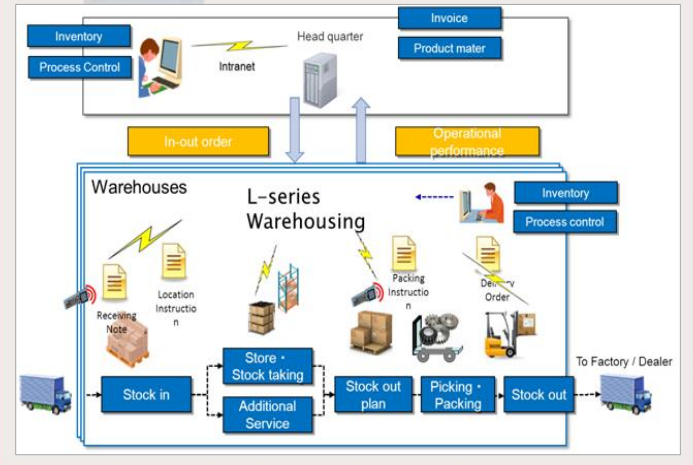 Inventory
Process Control
Intranet
Head quarter
Invoice
Product mater
In-out order
Operational
performance
Warehouses
L-series
Warehousing
Inventory
Process control
Receiving
Note
Location
Instructio
n
Packing
Instructio
n
Delivery
Order
To Factory / Dealer
Stock in
Store・
Stock taking
Additional
Service
Stock out
plan
Picking・
Packing
Stock out